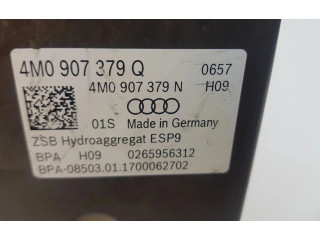 4M0 907 379 Q 0657
4M0 907 379 N H09
01S Made in Germany
ZSB Hydroaggregat ESP9
BPA H09 0265956312
BPA-08503.01.1700062702